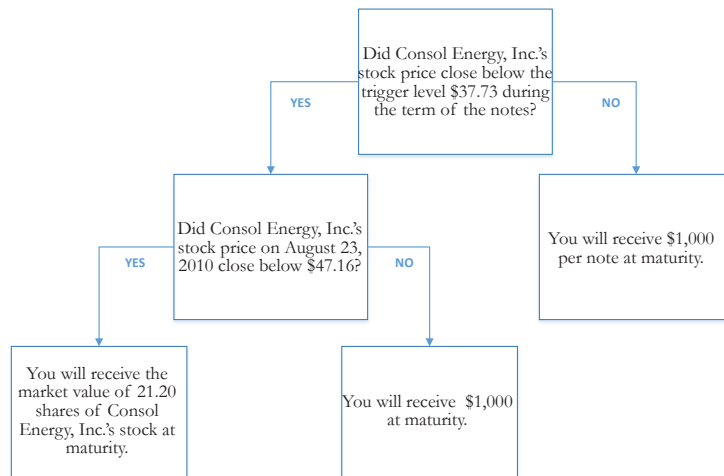 Did Consol Energy, Inc.'s
stock price close below the
trigger level $37.73 during
the term of the notes?
YES
NO
Did Consol Energy, Inc.'s
stock price on August 23,
2010 close below $47.16?
You will receive $1,000
per note at maturity.
YES
NO
You will receive the
market value of 21.20
shares of Consol
Energy, Inc.'s stock at
maturity.
You will receive  $1,000
at maturity.